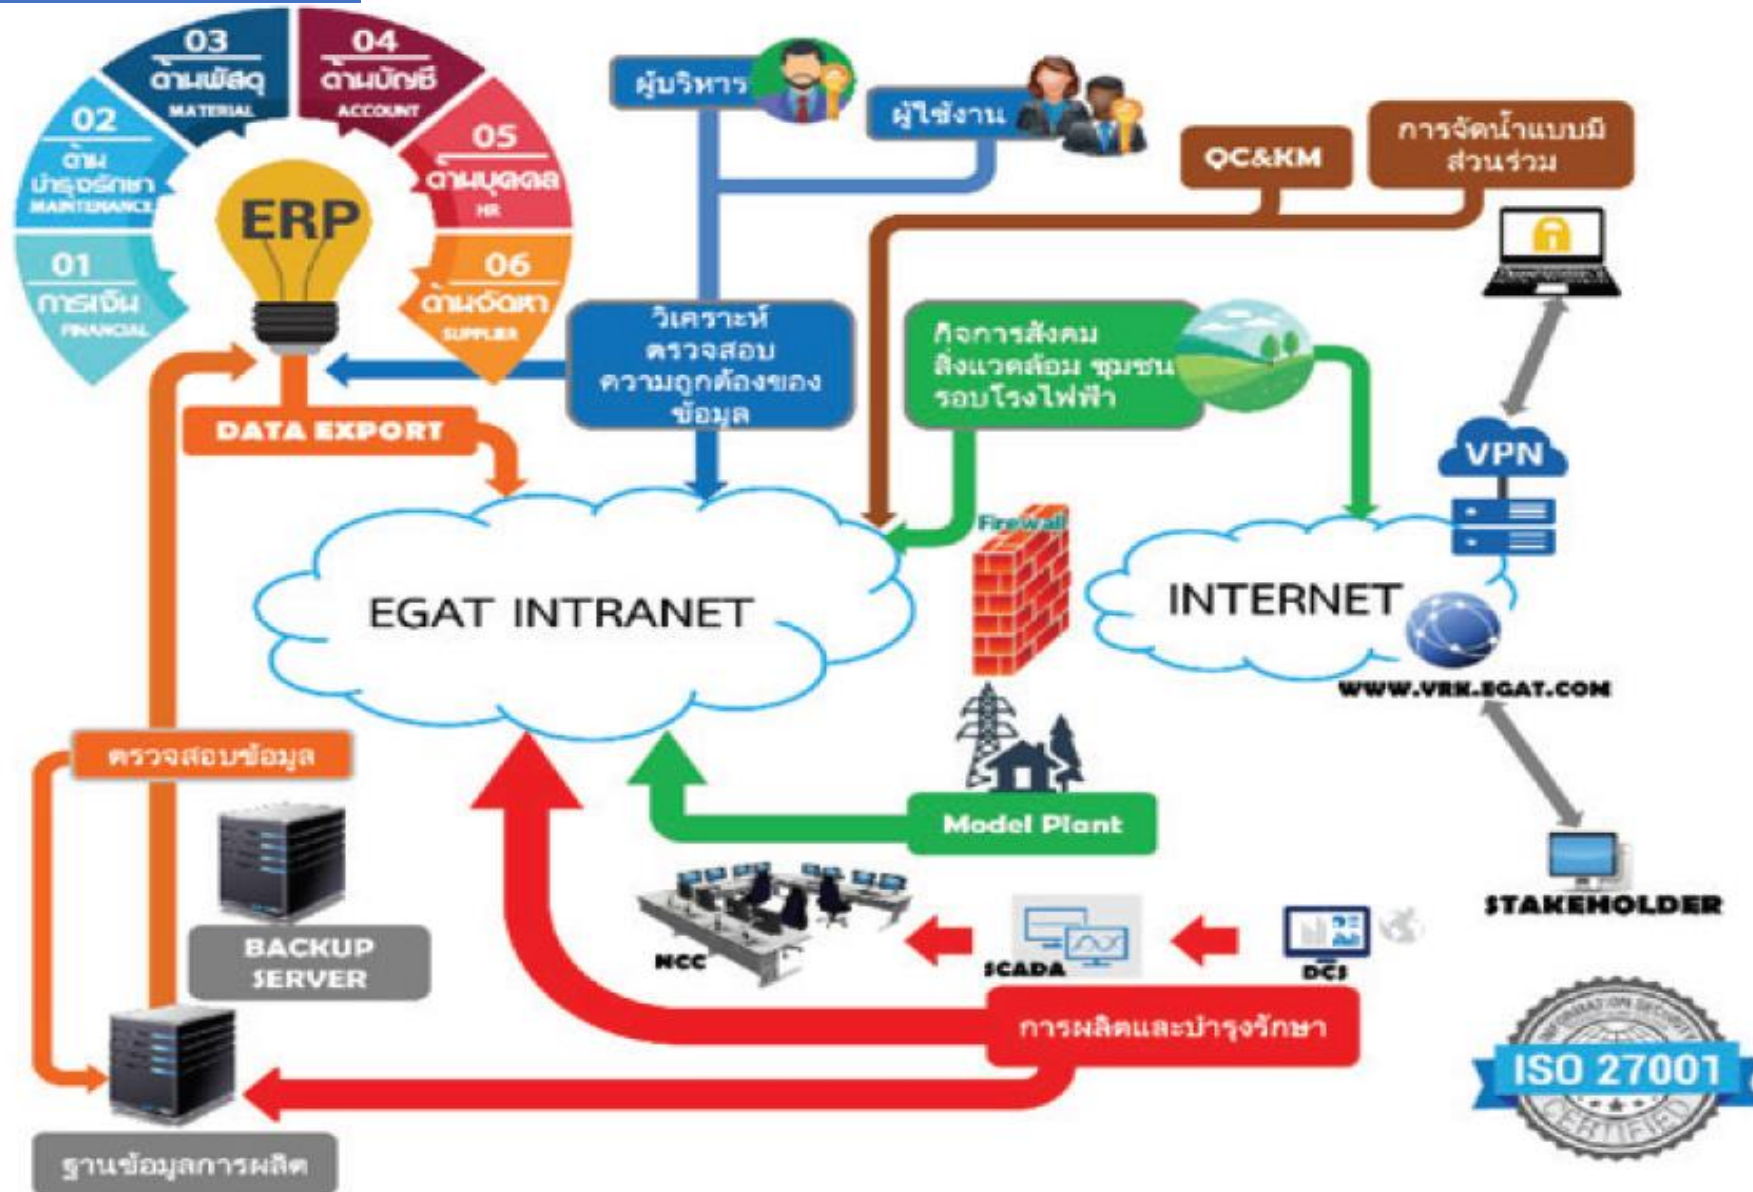 03
ด้านพัสดุ
MATERIAL
04
ด้านบัญชี
ACCOUNT
02
ด้าน
บำรุงรักษา
MAINTENANCE
05
ด้านบุคคล
HR
01
การเงิน
FINANCIAL
06
ด้านจัดหา
SUPPLIER
ERP
ผู้บริหาร
ผู้ใช้งาน
QC&KM
การจัดน้ำแบบมี
ส่วนร่วม
วิเคราะห์
ตรวจสอบ
ความถูกต้องของ
ข้อมูล
กิจการสังคม
สิ่งแวดล้อม ชุมชน
รอบโรงไฟฟ้า
DATA EXPORT
VPN
Firewall
EGAT INTRANET
INTERNET
WWW.VRK.EGAT.COM
ตรวจสอบข้อมูล
Model Plant
BACKUP
SERVER
NCC
SCADA
DCS
STAKEHOLDER
การผลิตและบำรุงรักษา
ฐานข้อมูลการผลิต
INFORMATION SECURITY
ISO 27001
CERTIFIED